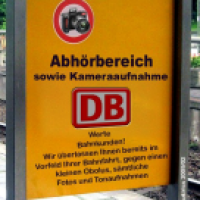 Abhörbereich
sowie Kameraaufnahme
DB
Werte
Bahnkunden!
Wir überlassen Ihnen bereits im
Vorfeld Ihrer Bahnfahrt, gegen einen
kleinen Obolus, sämtliche
Fotos und Tonaufnahmen